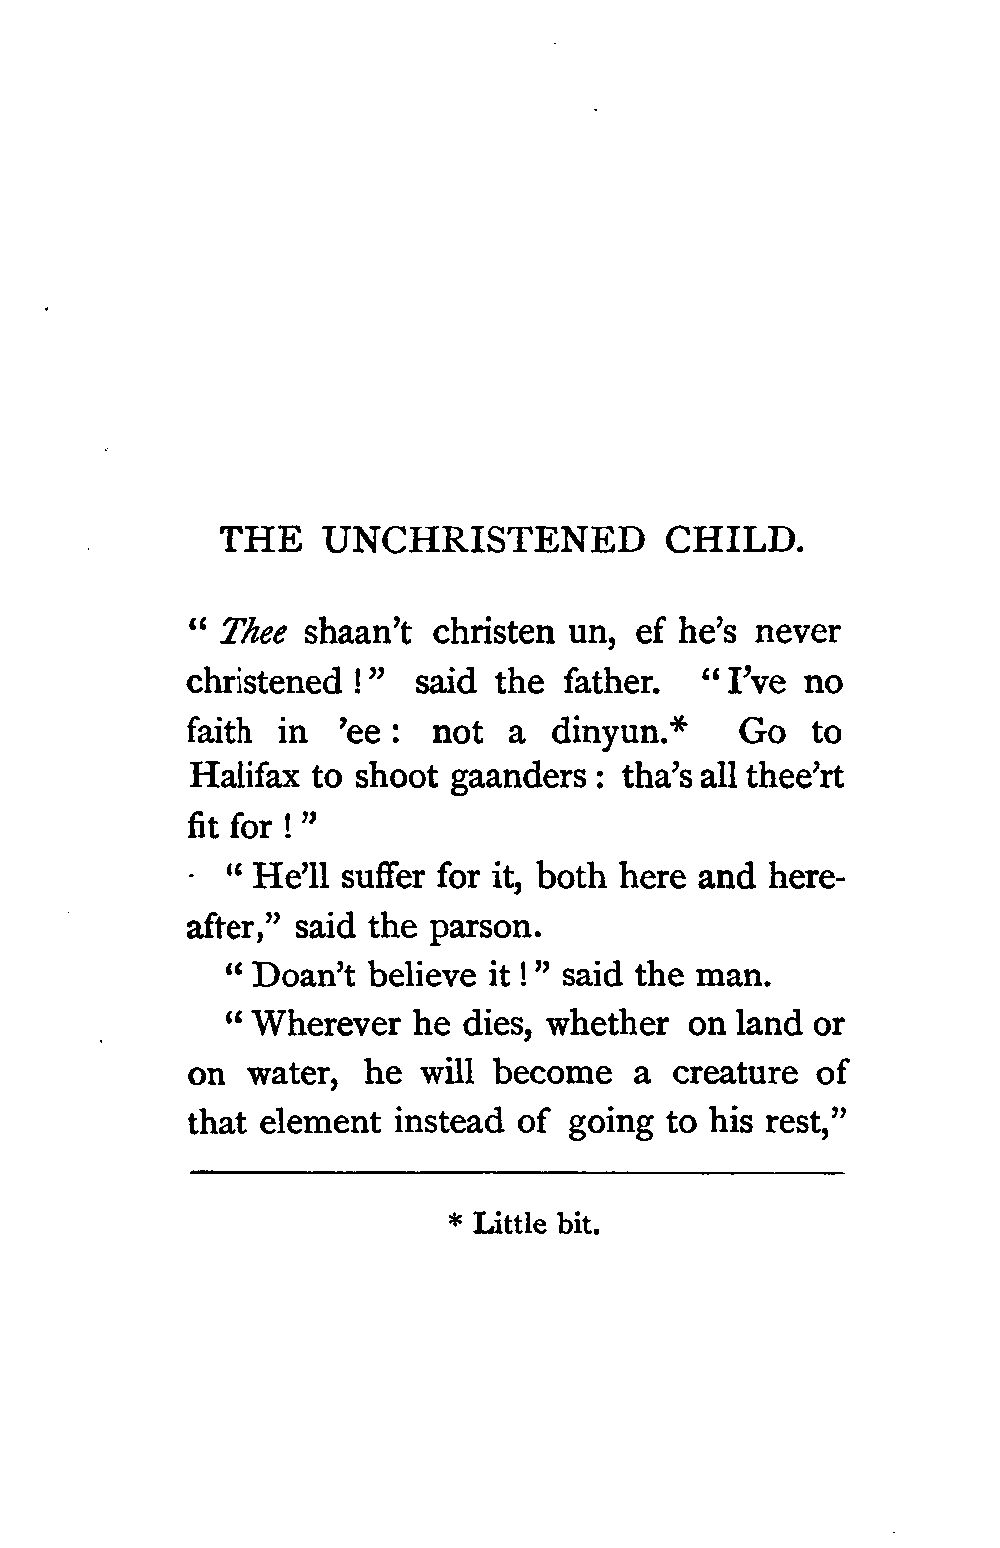 THE UNCHRISTENED CHILD.
" Thee shaan't christen un, ef he's never
christened !" said the father. "I've no
faith in 'ee : not a dinyun.* Go to
Halifax to shoot gaanders : tha's all thee'rt
fit for ! "
" He'll suffer for it, both here and here-
after," said the parson.
" Doan't believe it ! " said the man.
" Wherever he dies, whether on land or
on water, he will become a creature of
that element instead of going to his rest,"
* Little bit.